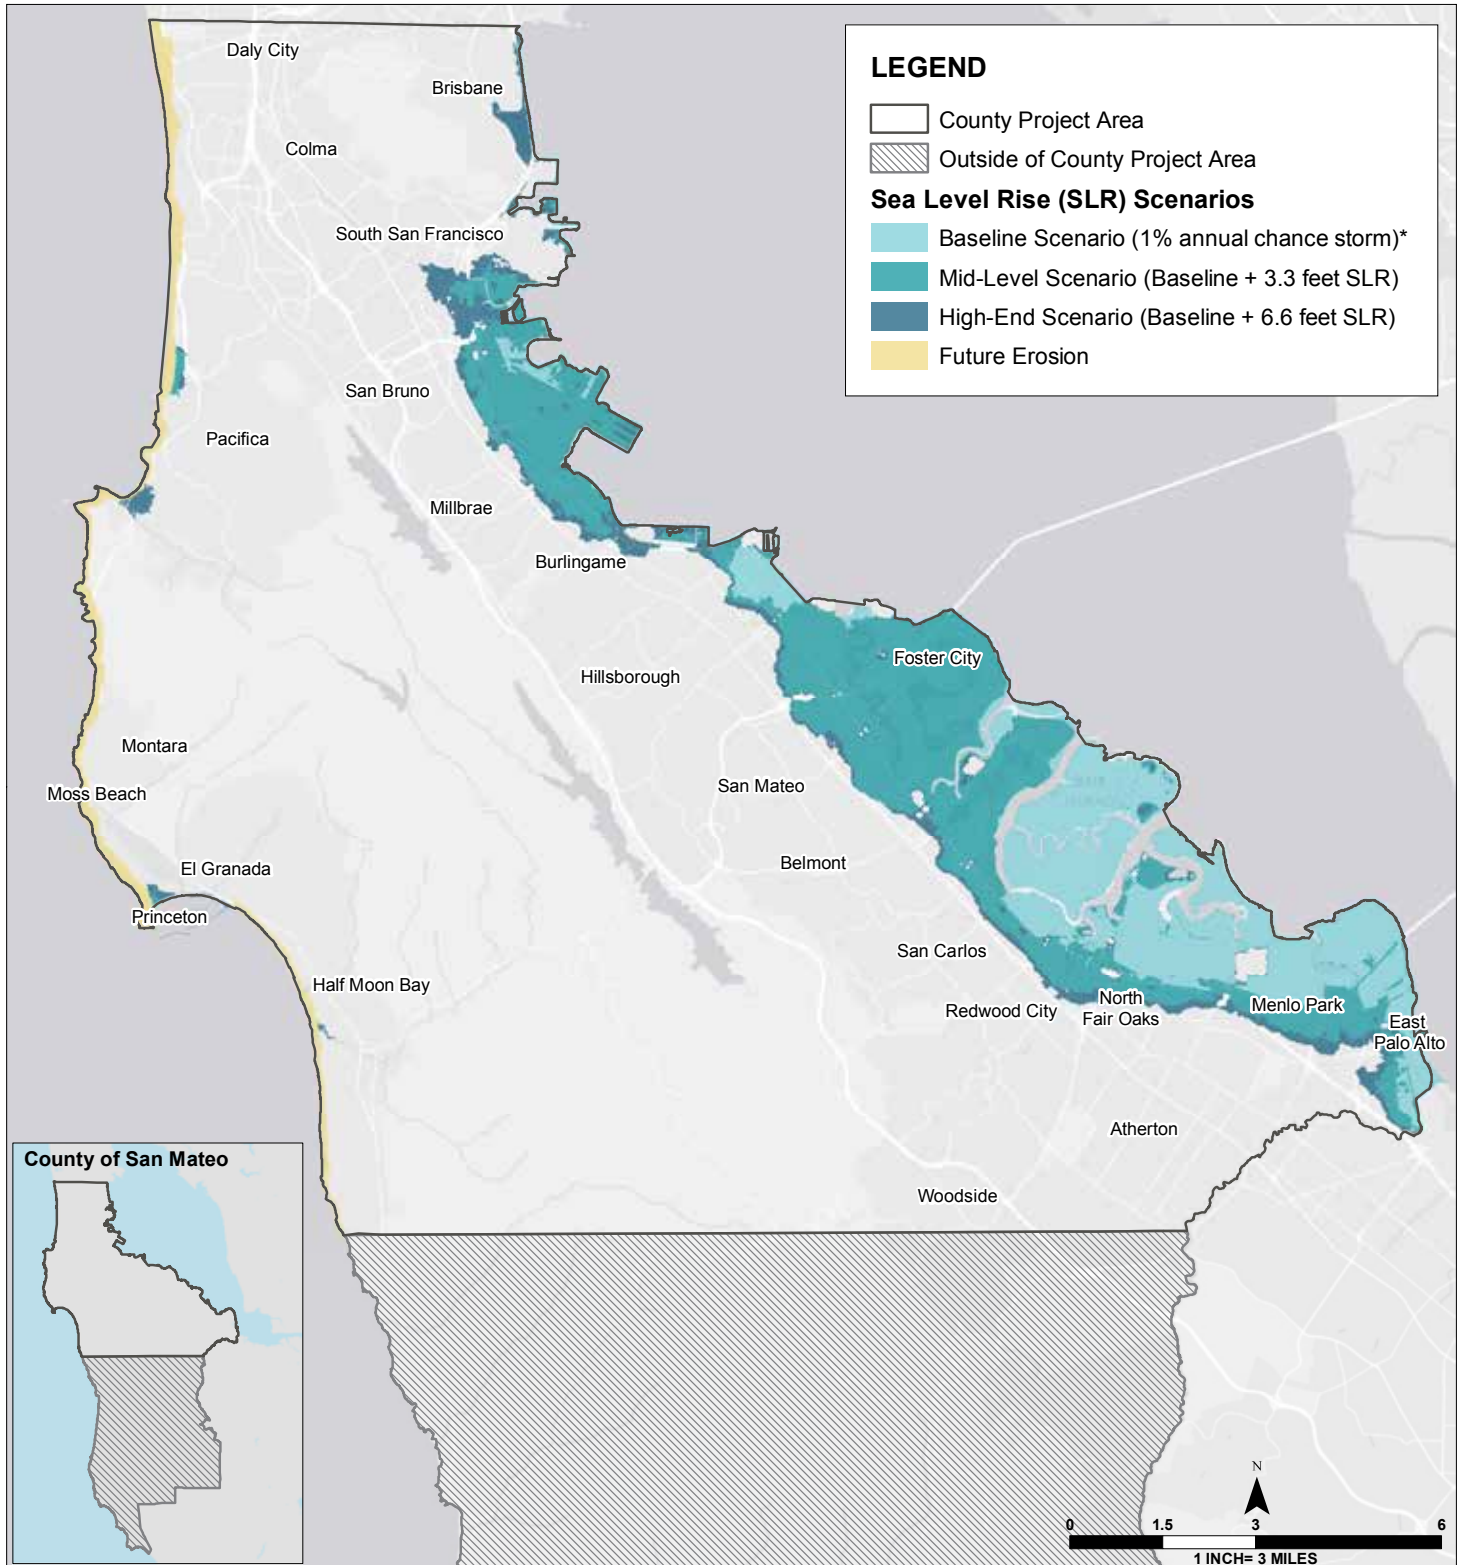 Daly City
Brisbane
Colma
South San Francisco
San Bruno
Pacifica
Millbrae
Burlingame
Foster City
Hillsborough
Montara
San Mateo
Moss Beach
Belmont
El Granada
Princeton
San Carlos
Half Moon Bay
Redwood City
North
Fair Oaks
Menlo Park
East
Palo Alto
Atherton
Woodside
LEGEND
County Project Area
Outside of County Project Area
Sea Level Rise (SLR) Scenarios
Baseline Scenario (1% annual chance storm)*
Mid-Level Scenario (Baseline + 3.3 feet SLR)
High-End Scenario (Baseline + 6.6 feet SLR)
Future Erosion
County of San Mateo
N
0 1.5 3 6
1 INCH= 3 MILES